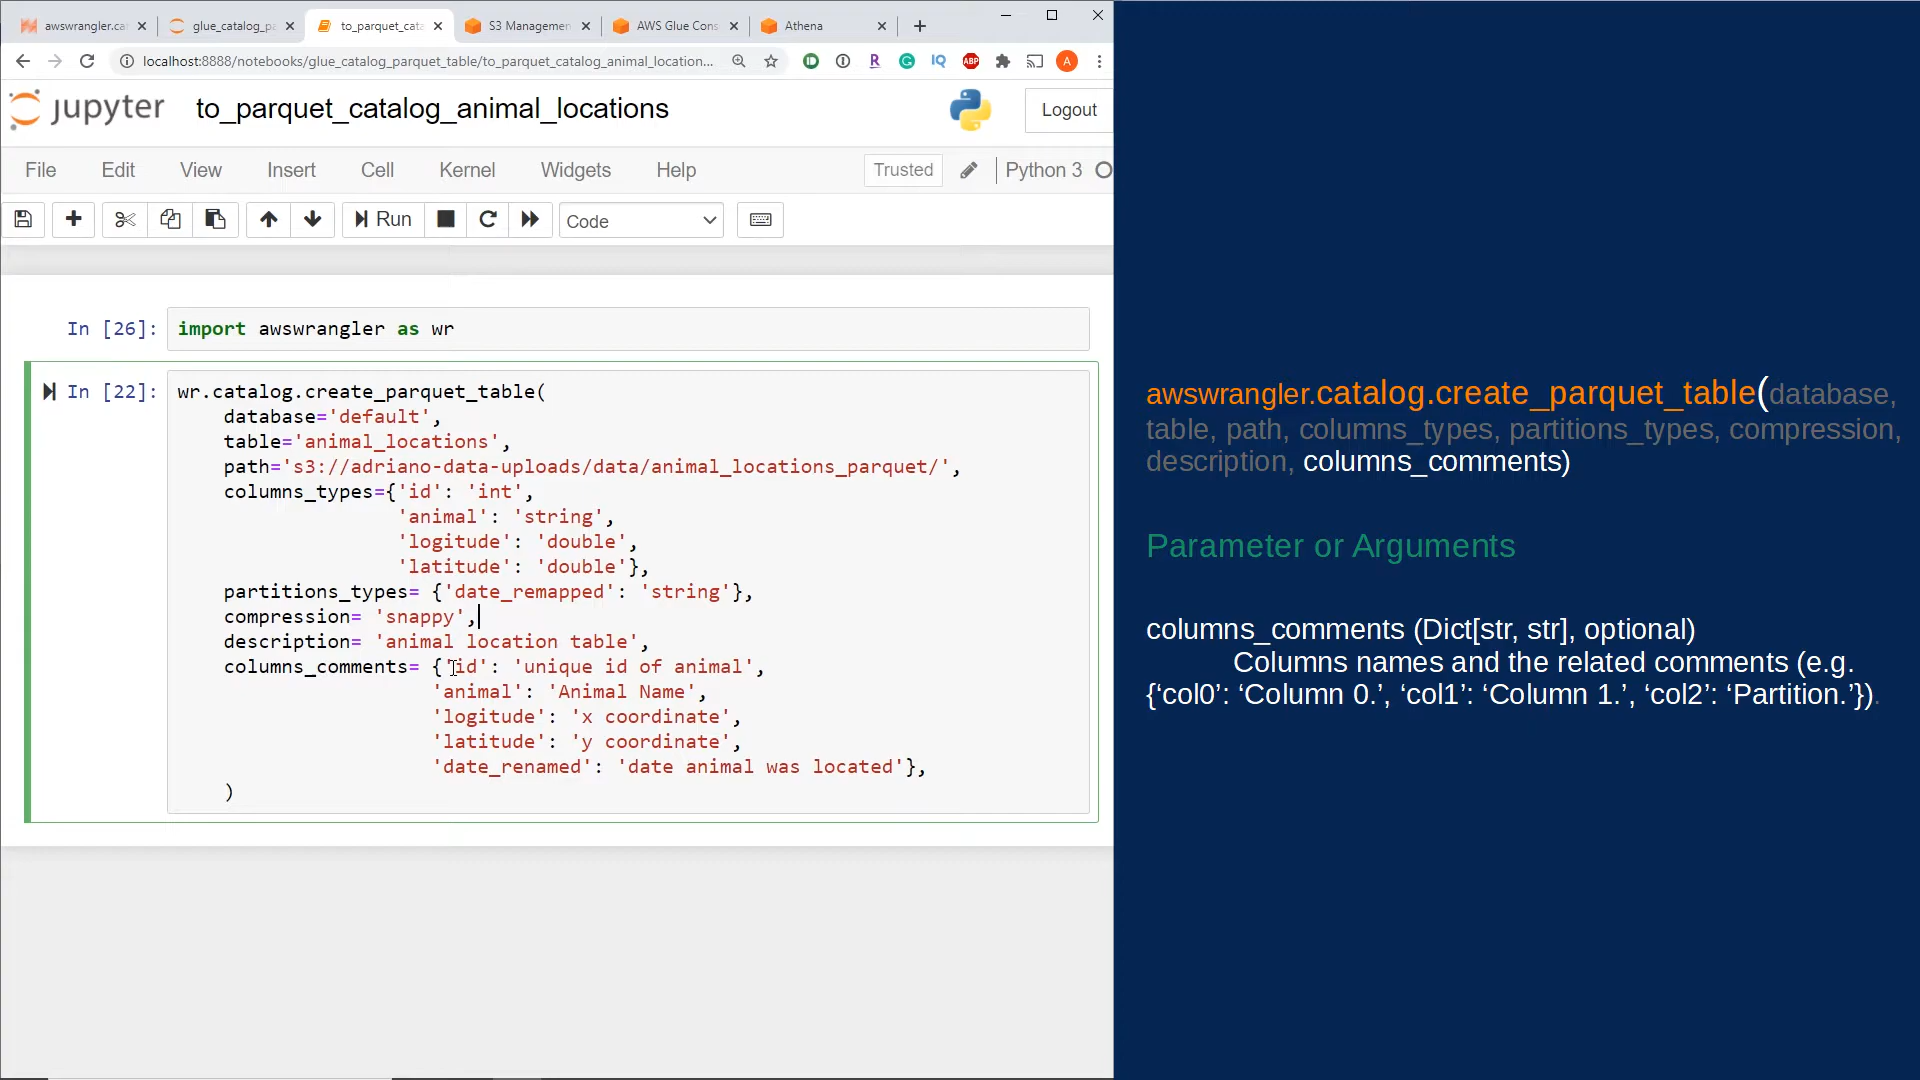 awswrangler.ca
glue_catalog_pa
to_parquet_cata
S3 Managemen
AWS Glue Cons
Athena
localhost:8888/notebooks/glue_catalog_parquet_table/to_parquet_catalog_animal_location...
R
IQ
ABP
A
jupyter
to_parquet_catalog_animal_locations
Logout
File Edit View Insert Cell Kernel Widgets Help
Trusted
Python 3
Run
Code
In [26]:
import awswrangler as wr
In [22]:
wr.catalog.create_parquet_table(
database='default',
table='animal_locations',
path='s3://adriano-data-uploads/data/animal_locations_parquet/',
columns_types={'id': 'int',
'animal': 'string',
'logitude': 'double',
'latitude': 'double'},
partitions_types= {'date_remapped': 'string'},
compression= 'snappy',
description= 'animal location table',
columns_comments= {'id': 'unique id of animal',
'animal': 'Animal Name',
'logitude': 'x coordinate',
'latitude': 'y coordinate',
'date_renamed': 'date animal was located'},
)
awswrangler.catalog.create_parquet_table(database,
table, path, columns_types, partitions_types, compression,
description, columns_comments)
Parameter or Arguments
columns_comments (Dict[str, str], optional)
Columns names and the related comments (e.g.
{‘col0’: ‘Column 0.’, ‘col1’: ‘Column 1.’, ‘col2’: ‘Partition.’}).